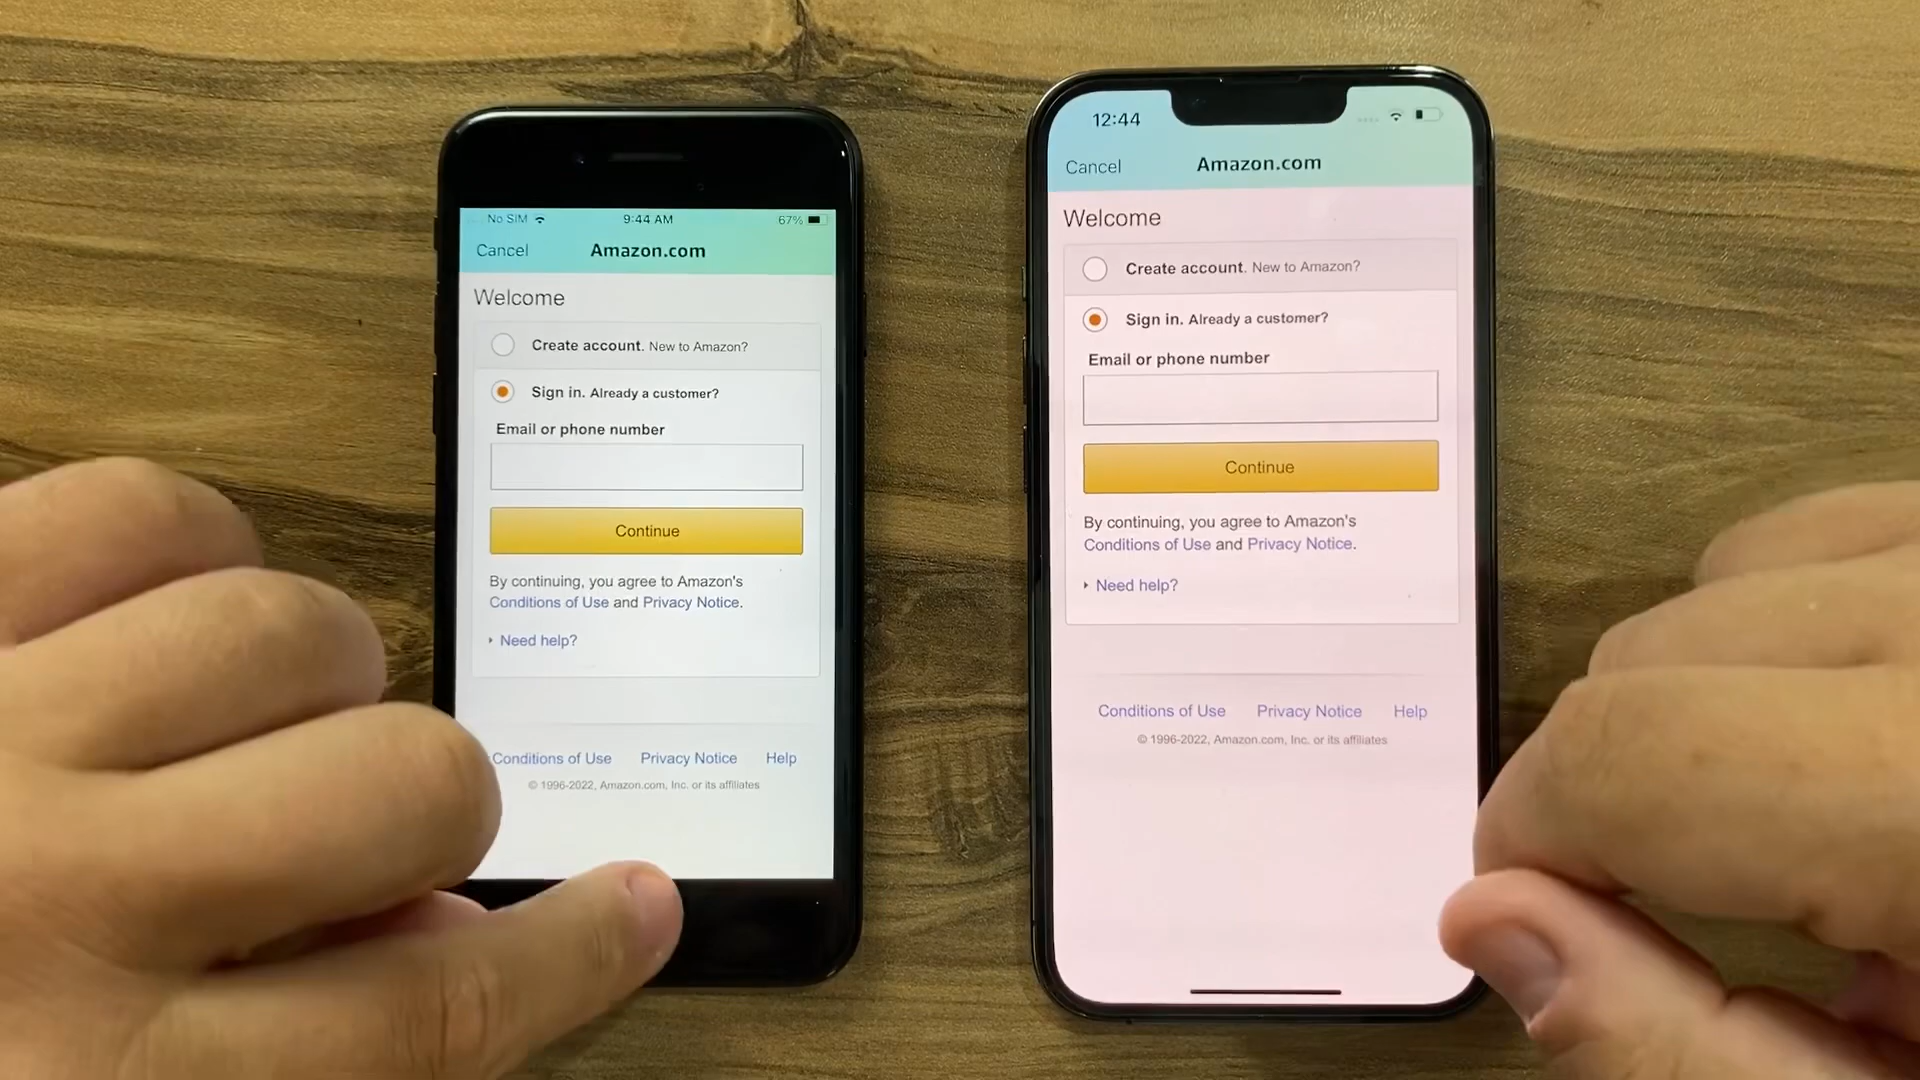 No SIM 9:44 AM 67%
Cancel Amazon.com
Welcome
Create account. New to Amazon?
Sign in. Already a customer?
Email or phone number
Continue
By continuing, you agree to Amazon's
Conditions of Use and Privacy Notice.
Need help?
Conditions of Use Privacy Notice Help
© 1996-2022, Amazon.com, Inc. or its affiliates
12:44
Cancel Amazon.com
Welcome
Create account. New to Amazon?
Sign in. Already a customer?
Email or phone number
Continue
By continuing, you agree to Amazon's
Conditions of Use and Privacy Notice.
Need help?
Conditions of Use Privacy Notice Help
© 1996-2022, Amazon.com, Inc. or its affiliates